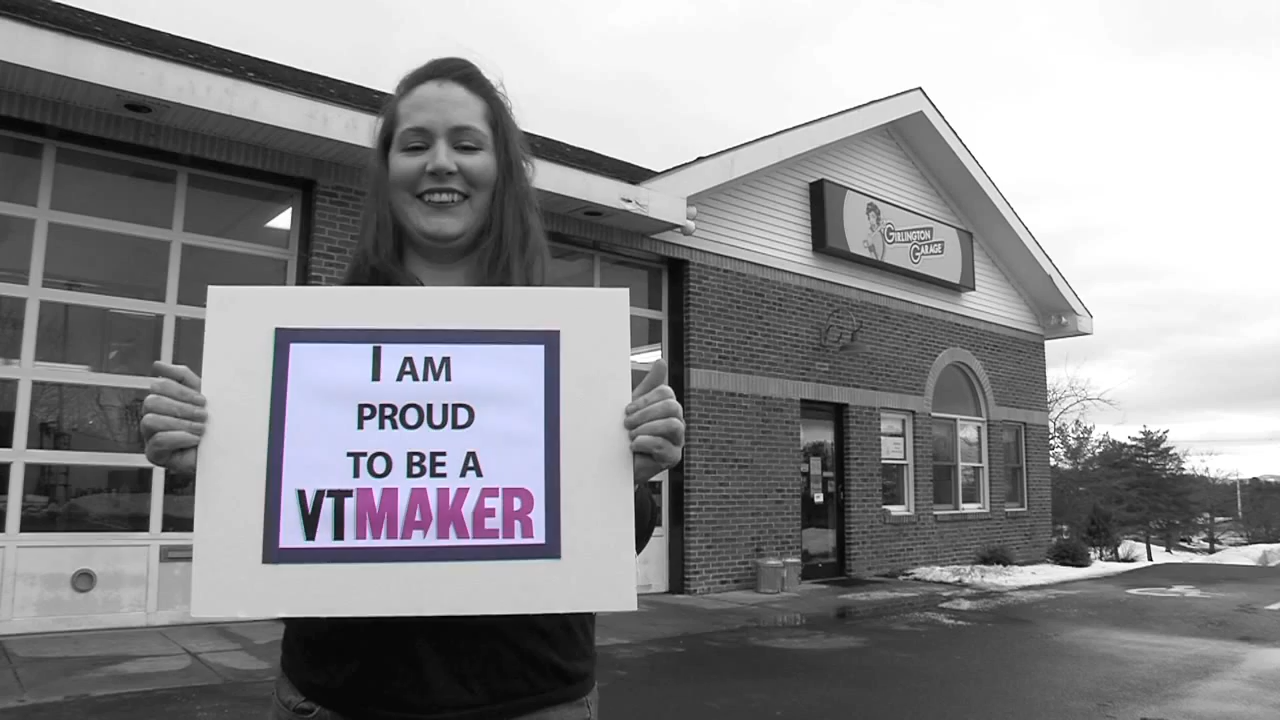 I AM
PROUD
TO BE A
VTMAKER
GIRLINGTON
GARAGE